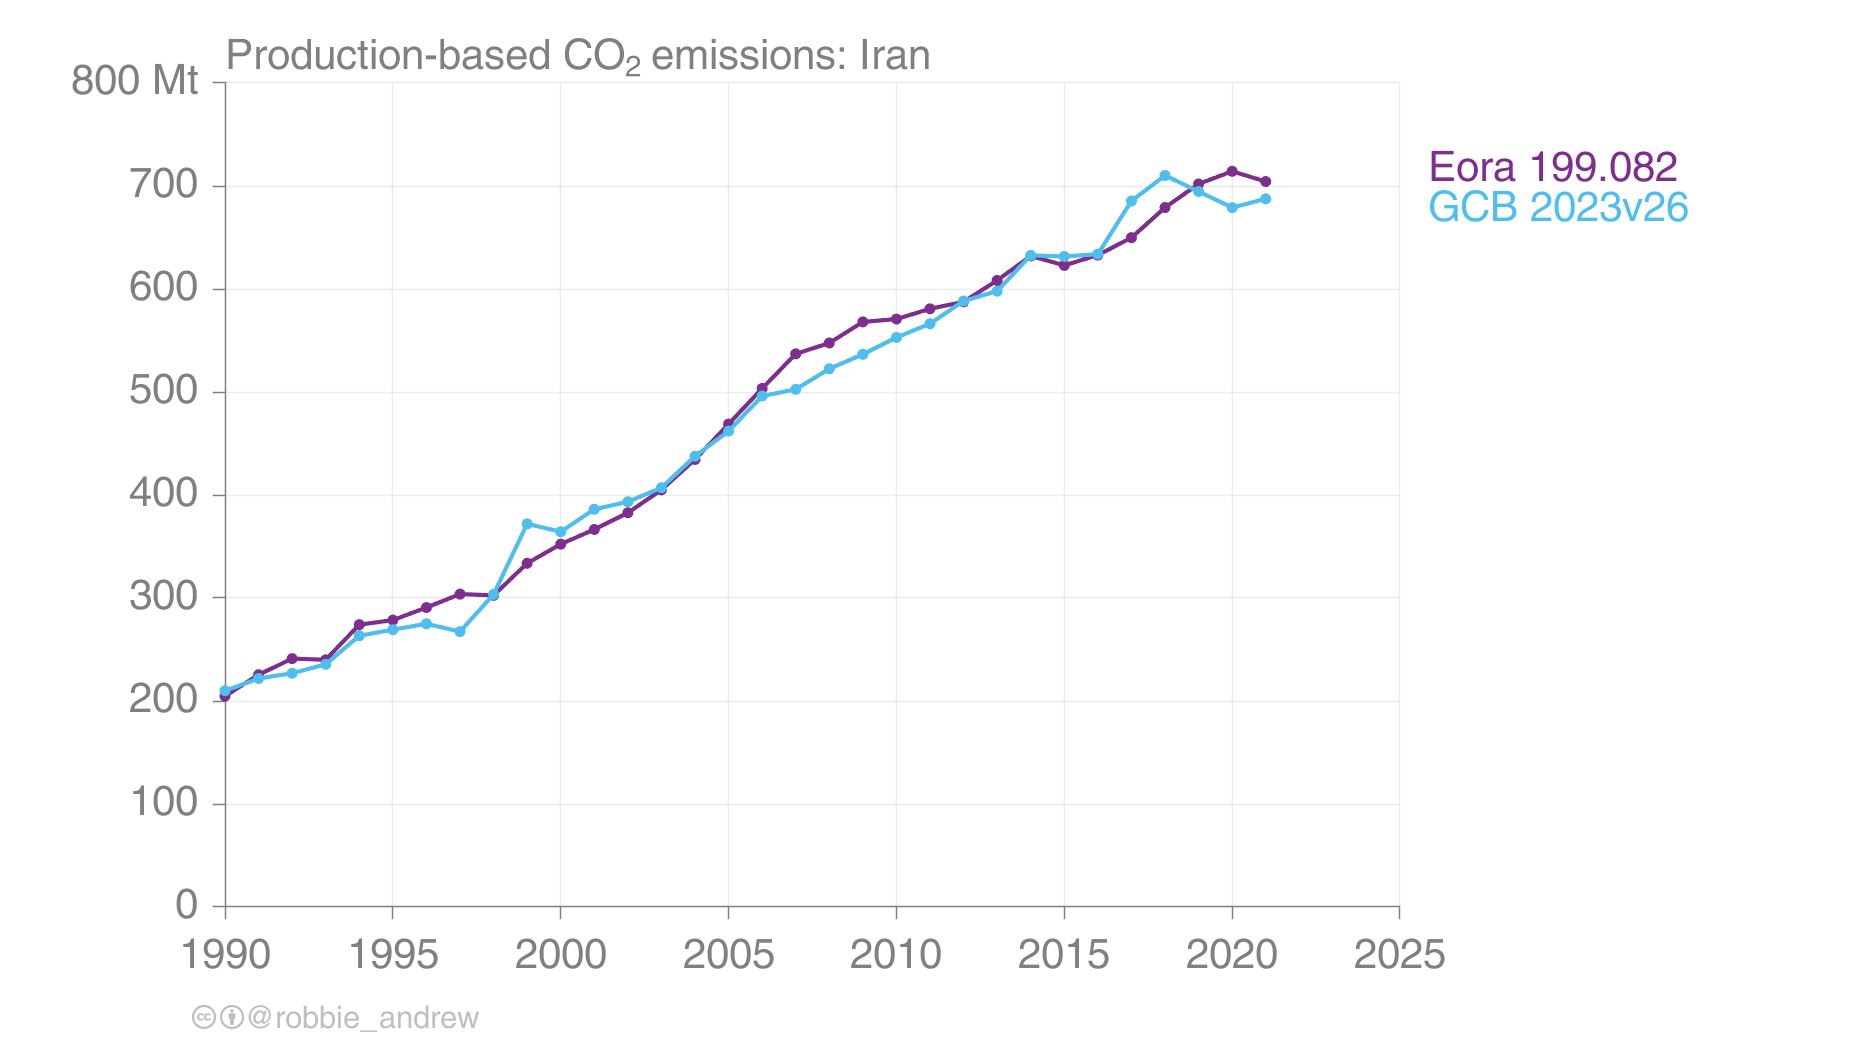 Production-based CO₂ emissions: Iran
800 Mt
700
600
500
400
300
200
100
0
1990 1995 2000 2005 2010 2015 2020 2025
Eora 199.082
GCB 2023v26
cc @robbie_andrew